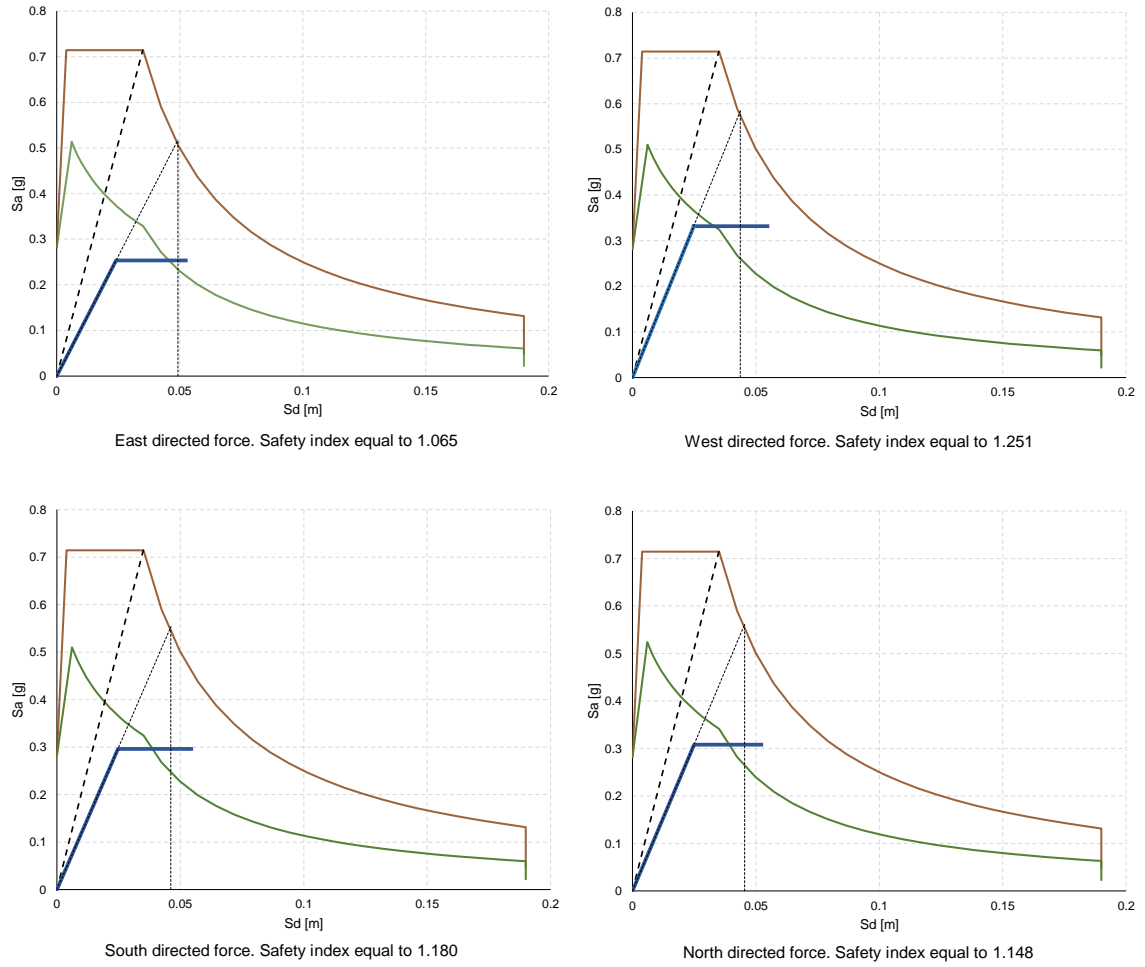 0.8
0.7
0.6
0.5
0.4
0.3
0.2
0.1
0
Sa [g]
0 0.05 0.1 0.15 0.2
Sd [m]
East directed force. Safety index equal to 1.065
0.8
0.7
0.6
0.5
0.4
0.3
0.2
0.1
0
Sa [g]
0 0.05 0.1 0.15 0.2
Sd [m]
West directed force. Safety index equal to 1.251
0.8
0.7
0.6
0.5
0.4
0.3
0.2
0.1
0
Sa [g]
0 0.05 0.1 0.15 0.2
Sd [m]
South directed force. Safety index equal to 1.180
0.8
0.7
0.6
0.5
0.4
0.3
0.2
0.1
0
Sa [g]
0 0.05 0.1 0.15 0.2
Sd [m]
North directed force. Safety index equal to 1.148